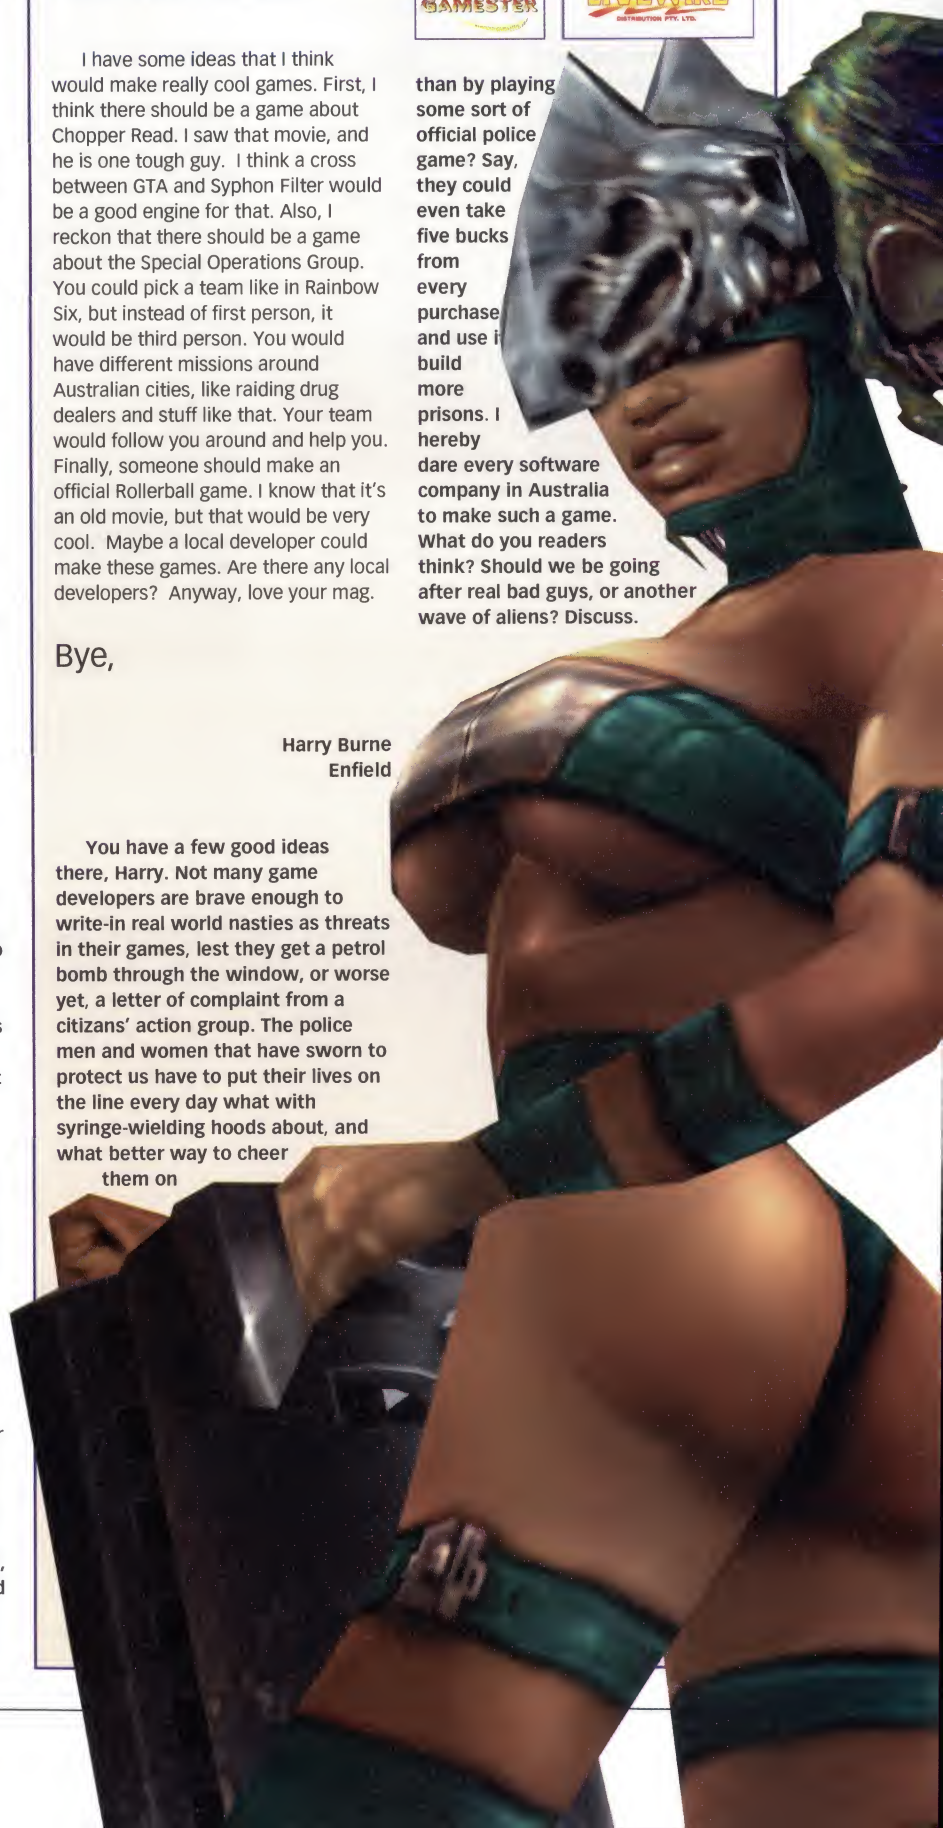 GAMESTER
LIVEWIRE
DISTRIBUTION PTY. LTD.
I have some ideas that I think
would make really cool games. First, I
think there should be a game about
Chopper Read. I saw that movie, and
he is one tough guy. I think a cross
between GTA and Syphon Filter would
be a good engine for that. Also, I
reckon that there should be a game
about the Special Operations Group.
You could pick a team like in Rainbow
Six, but instead of first person, it
would be third person. You would
have different missions around
Australian cities, like raiding drug
dealers and stuff like that. Your team
would follow you around and help you.
Finally, someone should make an
official Rollerball game. I know that it's
an old movie, but that would be very
cool. Maybe a local developer could
make these games. Are there any local
developers? Anyway, love your mag.
Bye,
Harry Burne
Enfield
You have a few good ideas
there, Harry. Not many game
developers are brave enough to
write-in real world nasties as threats
in their games, lest they get a petrol
bomb through the window, or worse
yet, a letter of complaint from a
citizans' action group. The police
men and women that have sworn to
protect us have to put their lives on
the line every day what with
syringe-wielding hoods about, and
what better way to cheer
them on
than by playing
some sort of
official police
game? Say,
they could
even take
five bucks
from
every
purchase
and use
build
more
prisons. I
hereby
dare every software
company in Australia
to make such a game.
What do you readers
think? Should we be going
after real bad guys, or another
wave of aliens? Discuss.